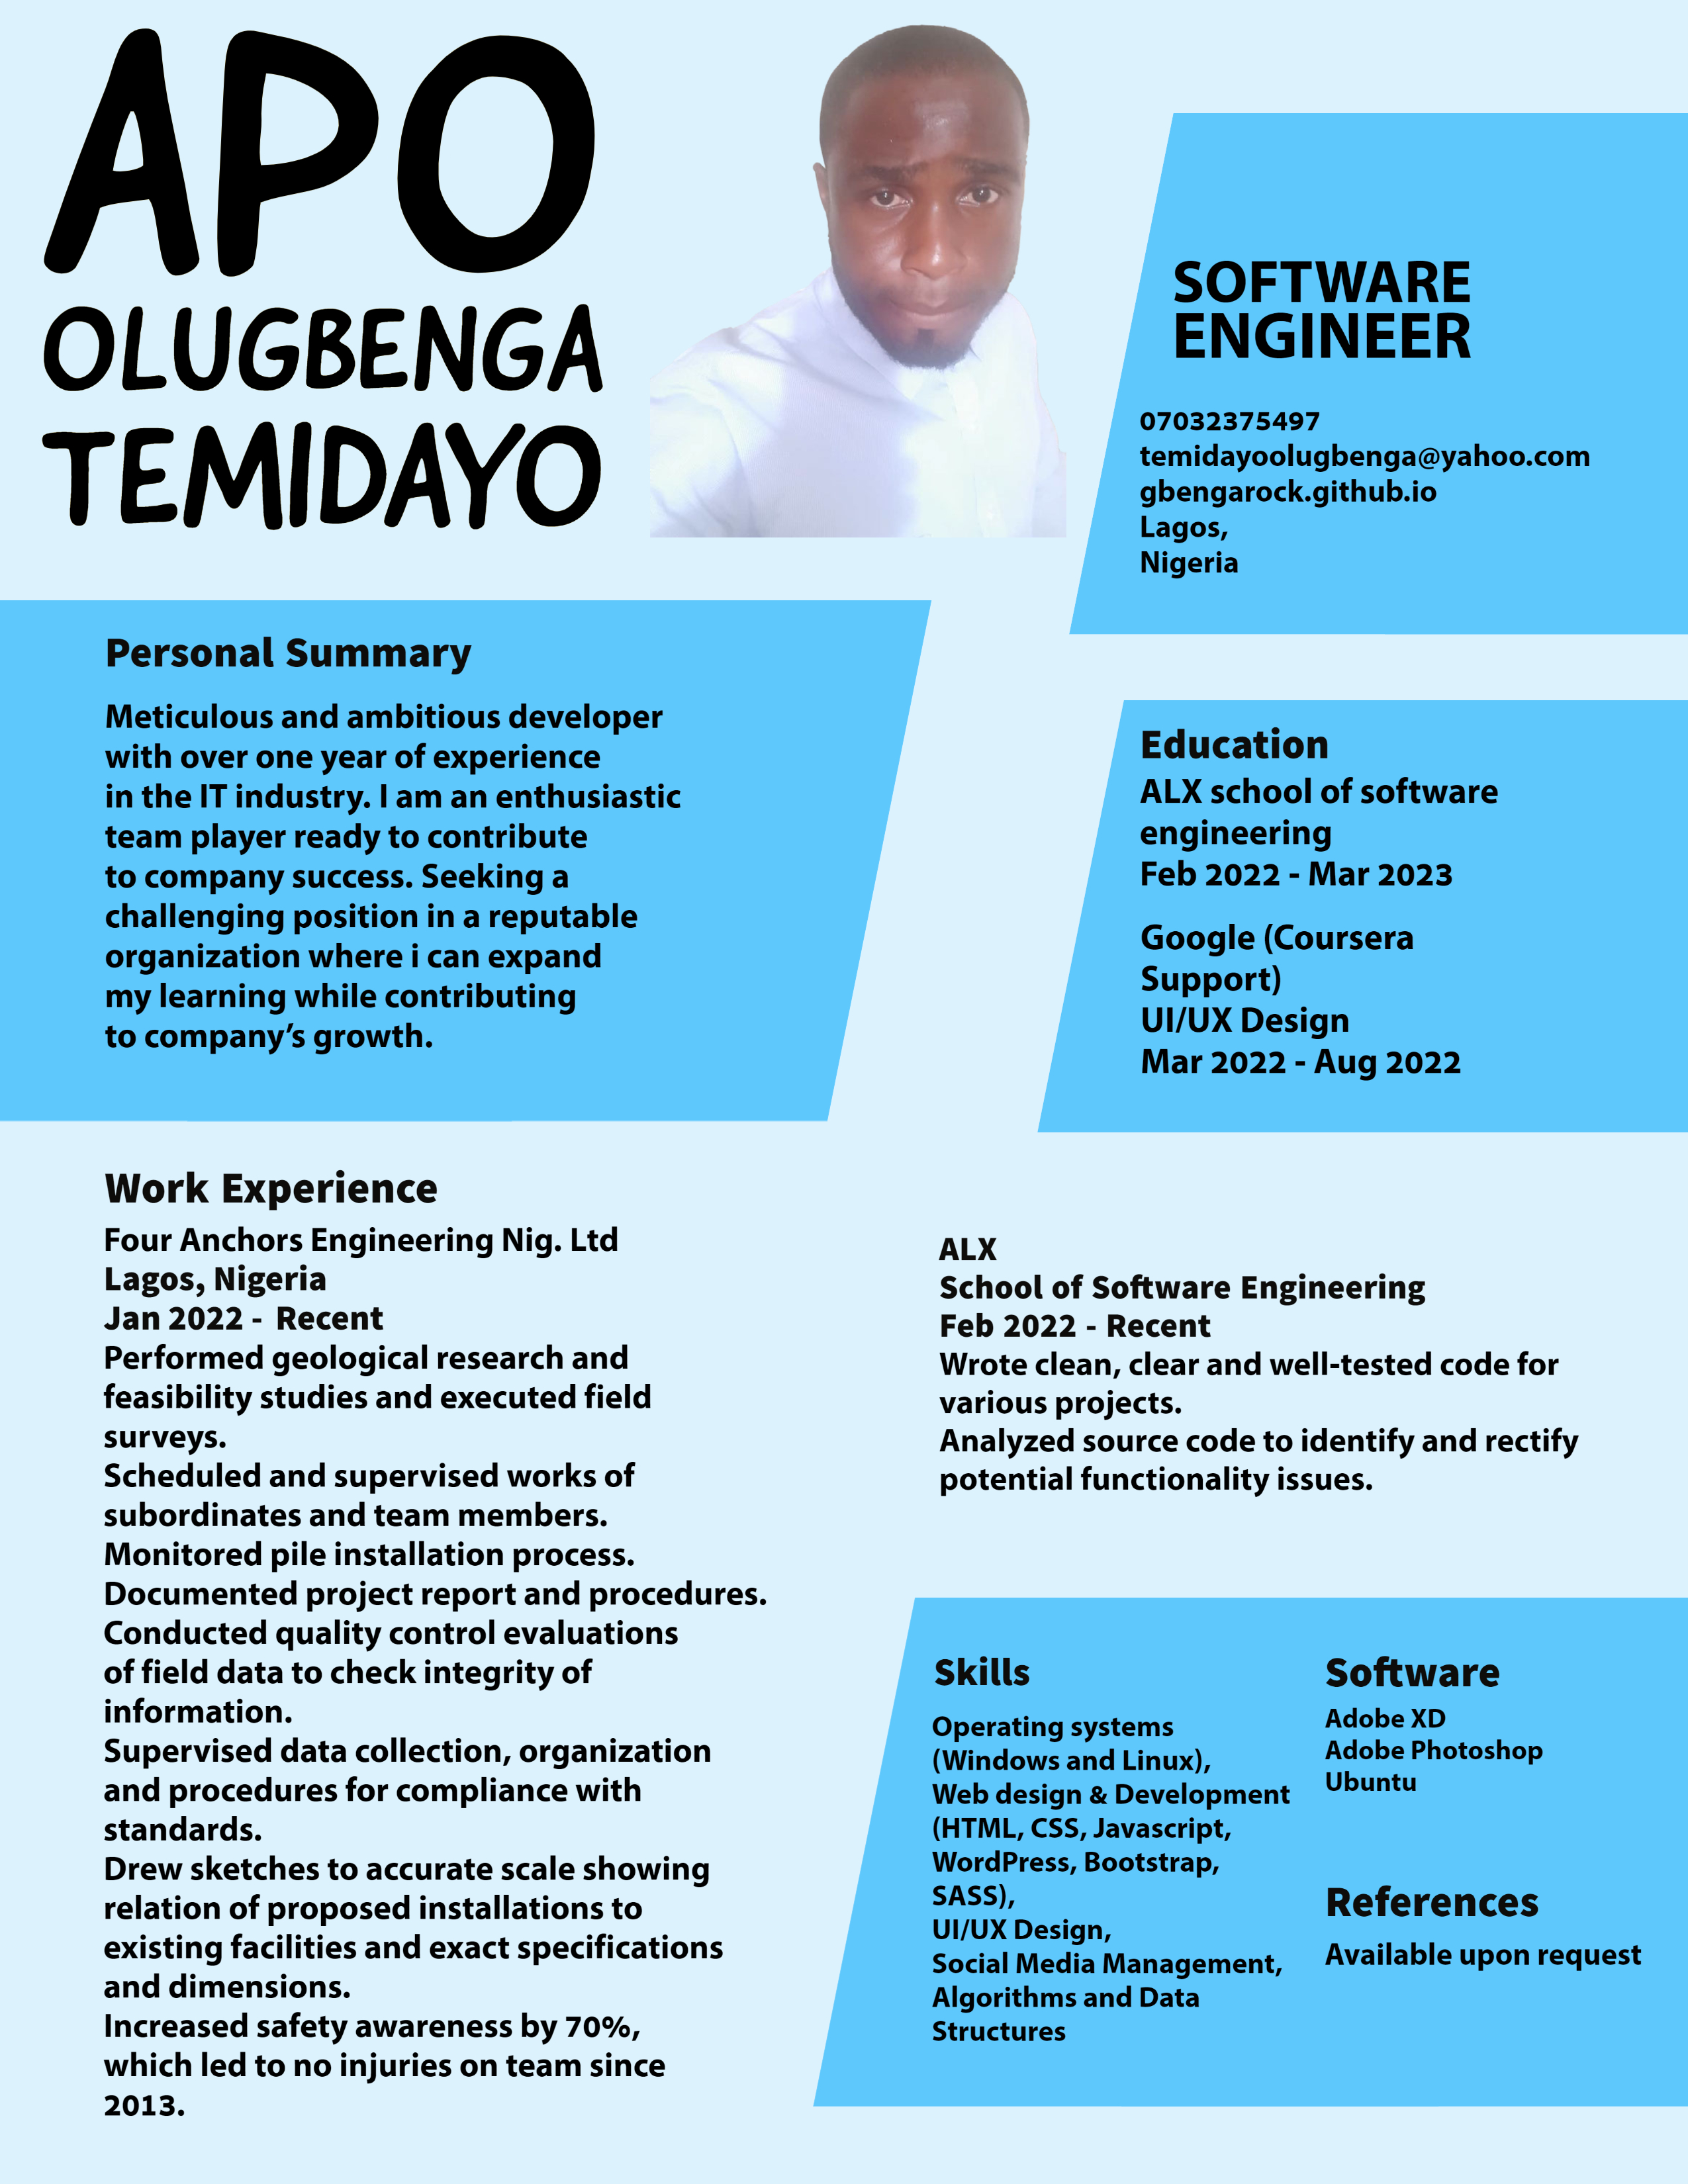 APO
OLUGBENGA
TEMIDAYO
SOFTWARE
ENGINEER
07032375497
temidayoolugbenga@yahoo.com
gbengarock.github.io
Lagos,
Nigeria
Personal Summary
Meticulous and ambitious developer
with over one year of experience
in the IT industry. I am an enthusiastic
team player ready to contribute
to company success. Seeking a
challenging position in a reputable
organization where i can expand
my learning while contributing
to company’s growth.
Education
ALX school of software
engineering
Feb 2022 - Mar 2023
Google (Coursera
Support)
UI/UX Design
Mar 2022 - Aug 2022
Work Experience
Four Anchors Engineering Nig. Ltd
Lagos, Nigeria
Jan 2022 - Recent
Performed geological research and
feasibility studies and executed field
surveys.
Scheduled and supervised works of
subordinates and team members.
Monitored pile installation process.
Documented project report and procedures.
Conducted quality control evaluations
of field data to check integrity of
information.
Supervised data collection, organization
and procedures for compliance with
standards.
Drew sketches to accurate scale showing
relation of proposed installations to
existing facilities and exact specifications
and dimensions.
Increased safety awareness by 70%,
which led to no injuries on team since
2013.
ALX
School of Software Engineering
Feb 2022 - Recent
Wrote clean, clear and well-tested code for
various projects.
Analyzed source code to identify and rectify
potential functionality issues.
Skills
Operating systems
(Windows and Linux),
Web design & Development
(HTML, CSS, Javascript,
WordPress, Bootstrap,
SASS),
UI/UX Design,
Social Media Management,
Algorithms and Data
Structures
Software
Adobe XD
Adobe Photoshop
Ubuntu
References
Available upon request